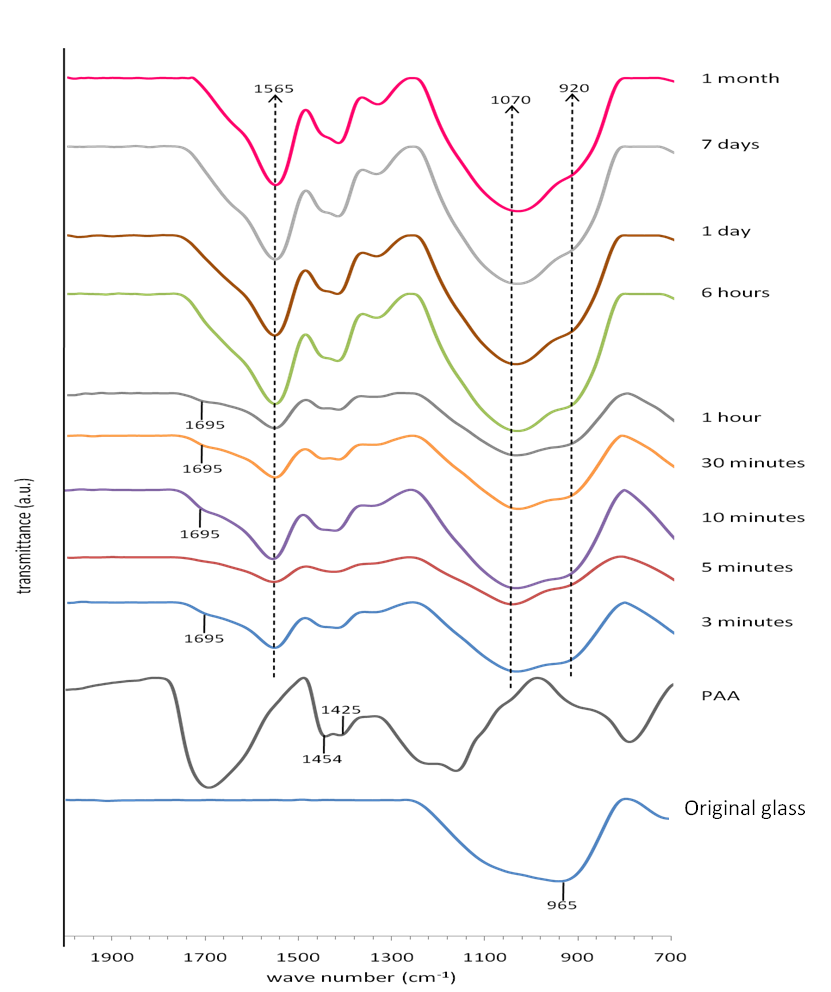 1565
1070
920
1 month
7 days
1 day
6 hours
1695
1 hour
1695
30 minutes
1695
10 minutes
5 minutes
1695
3 minutes
1425
1454
PAA
Original glass
965
transmittance (a.u.)
1900 1700 1500 1300 1100 900 700
wave number (cm⁻¹)